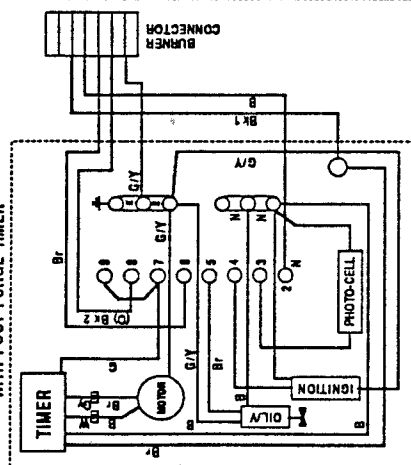 BURNER
CONNECTOR
B
Bk 1
G/Y
G/Y
G/Y
N
N
Br
9
8
7
6
5
4
3
2
N
(O) Bk 2
G/Y
Br
B
B
TIMER
Br
B
MOTOR
OIL/V
IGNITION
PHOTO-CELL
B
Br
WITH POST PURGE TIMER